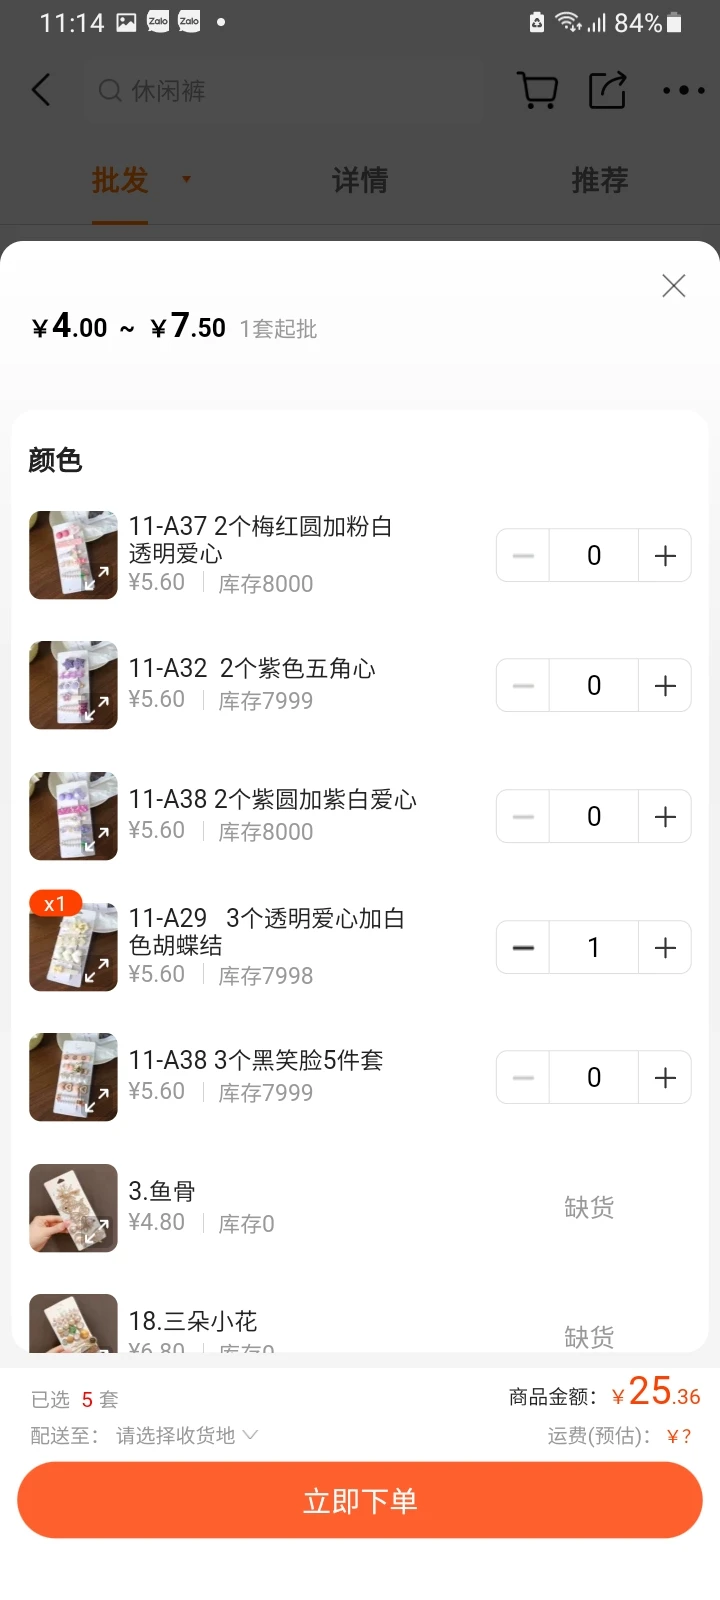 11:14 Zalo Zalo 84%
休闲裤
批发 详情 推荐
¥4.00 ~ ¥7.50 1套起批
颜色
11-A37 2个梅红圆加粉白
透明爱心
¥5.60 库存8000
0
11-A32 2个紫色五角心
¥5.60 库存7999
0
11-A38 2个紫圆加紫白爱心
¥5.60 库存8000
0
x1
11-A29 3个透明爱心加白
色胡蝶结
¥5.60 库存7998
1
11-A38 3个黑笑脸5件套
¥5.60 库存7999
0
3.鱼骨
¥4.80 库存0
缺货
18.三朵小花
¥6.80 库存0
缺货
已选 5 套 商品金额：¥25.36
配送至： 请选择收货地 运费(预估)： ¥?
立即下单